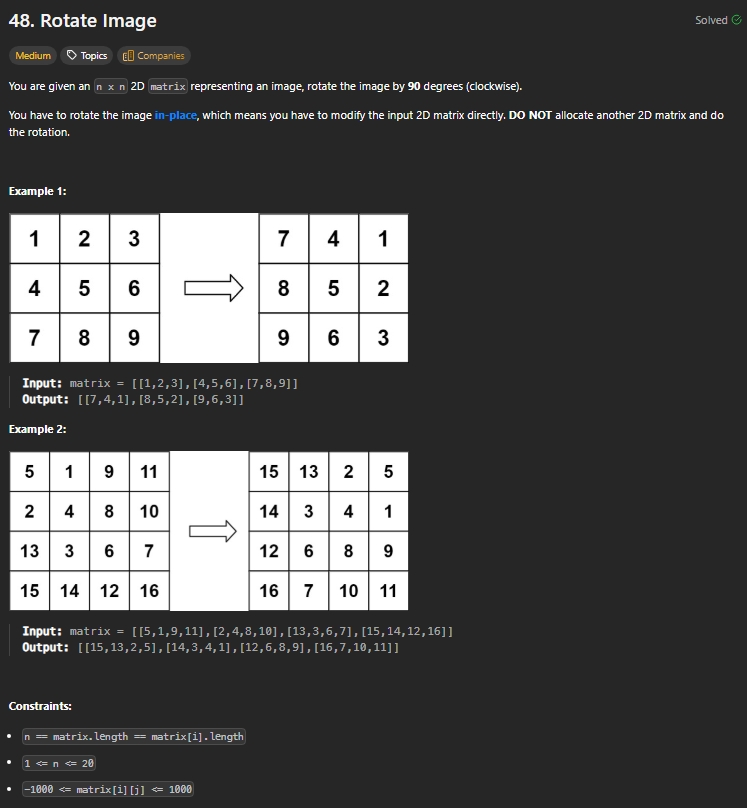 48. Rotate Image
Solved
Medium Topics Companies
You are given an n x n 2D matrix representing an image, rotate the image by 90 degrees (clockwise).
You have to rotate the image in-place, which means you have to modify the input 2D matrix directly. DO NOT allocate another 2D matrix and do
the rotation.
Example 1:
1 2 3 7 4 1
4 5 6 8 5 2
7 8 9 9 6 3
Input: matrix = [[1,2,3],[4,5,6],[7,8,9]]
Output: [[7,4,1],[8,5,2],[9,6,3]]
Example 2:
5 1 9 11 15 13 2 5
2 4 8 10 14 3 4 1
13 3 6 7 12 6 8 9
15 14 12 16 16 7 10 11
Input: matrix = [[5,1,9,11],[2,4,8,10],[13,3,6,7],[15,14,12,16]]
Output: [[15,13,2,5],[14,3,4,1],[12,6,8,9],[16,7,10,11]]
Constraints:
• n == matrix.length == matrix[i].length
• 1 <= n <= 20
• -1000 <= matrix[i][j] <= 1000